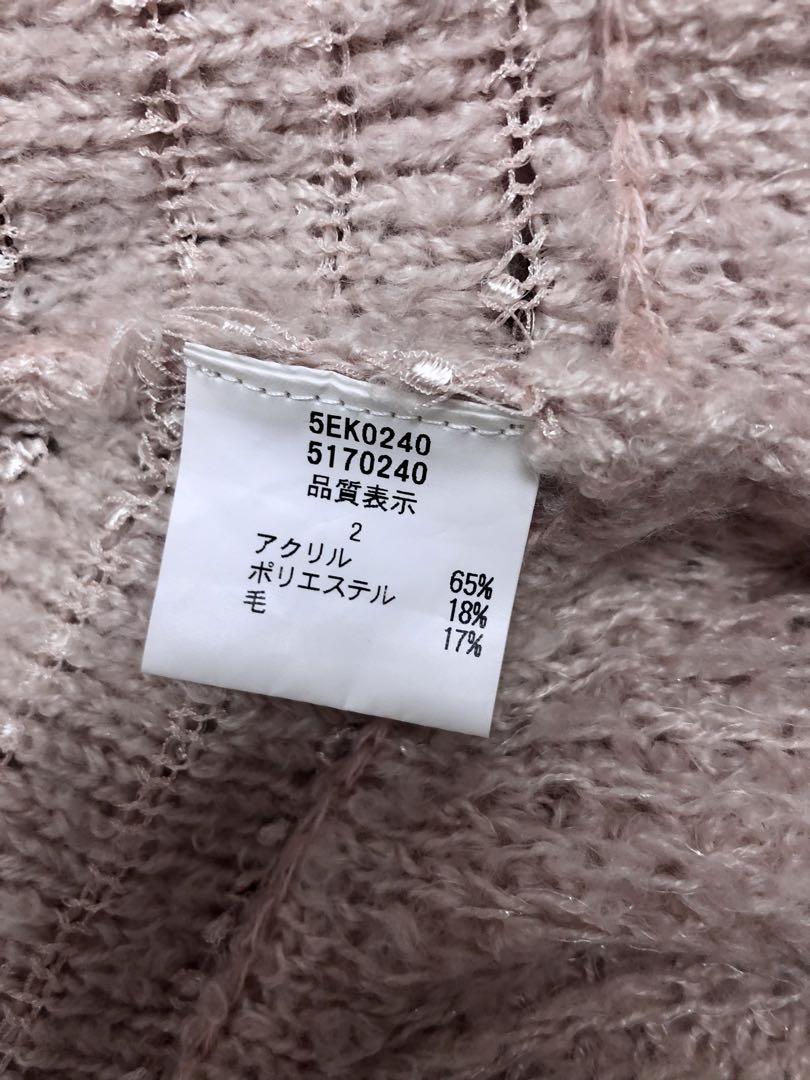 5EK0240
5170240
品質表示
2
アクリル 65%
ポリエステル 18%
毛 17%